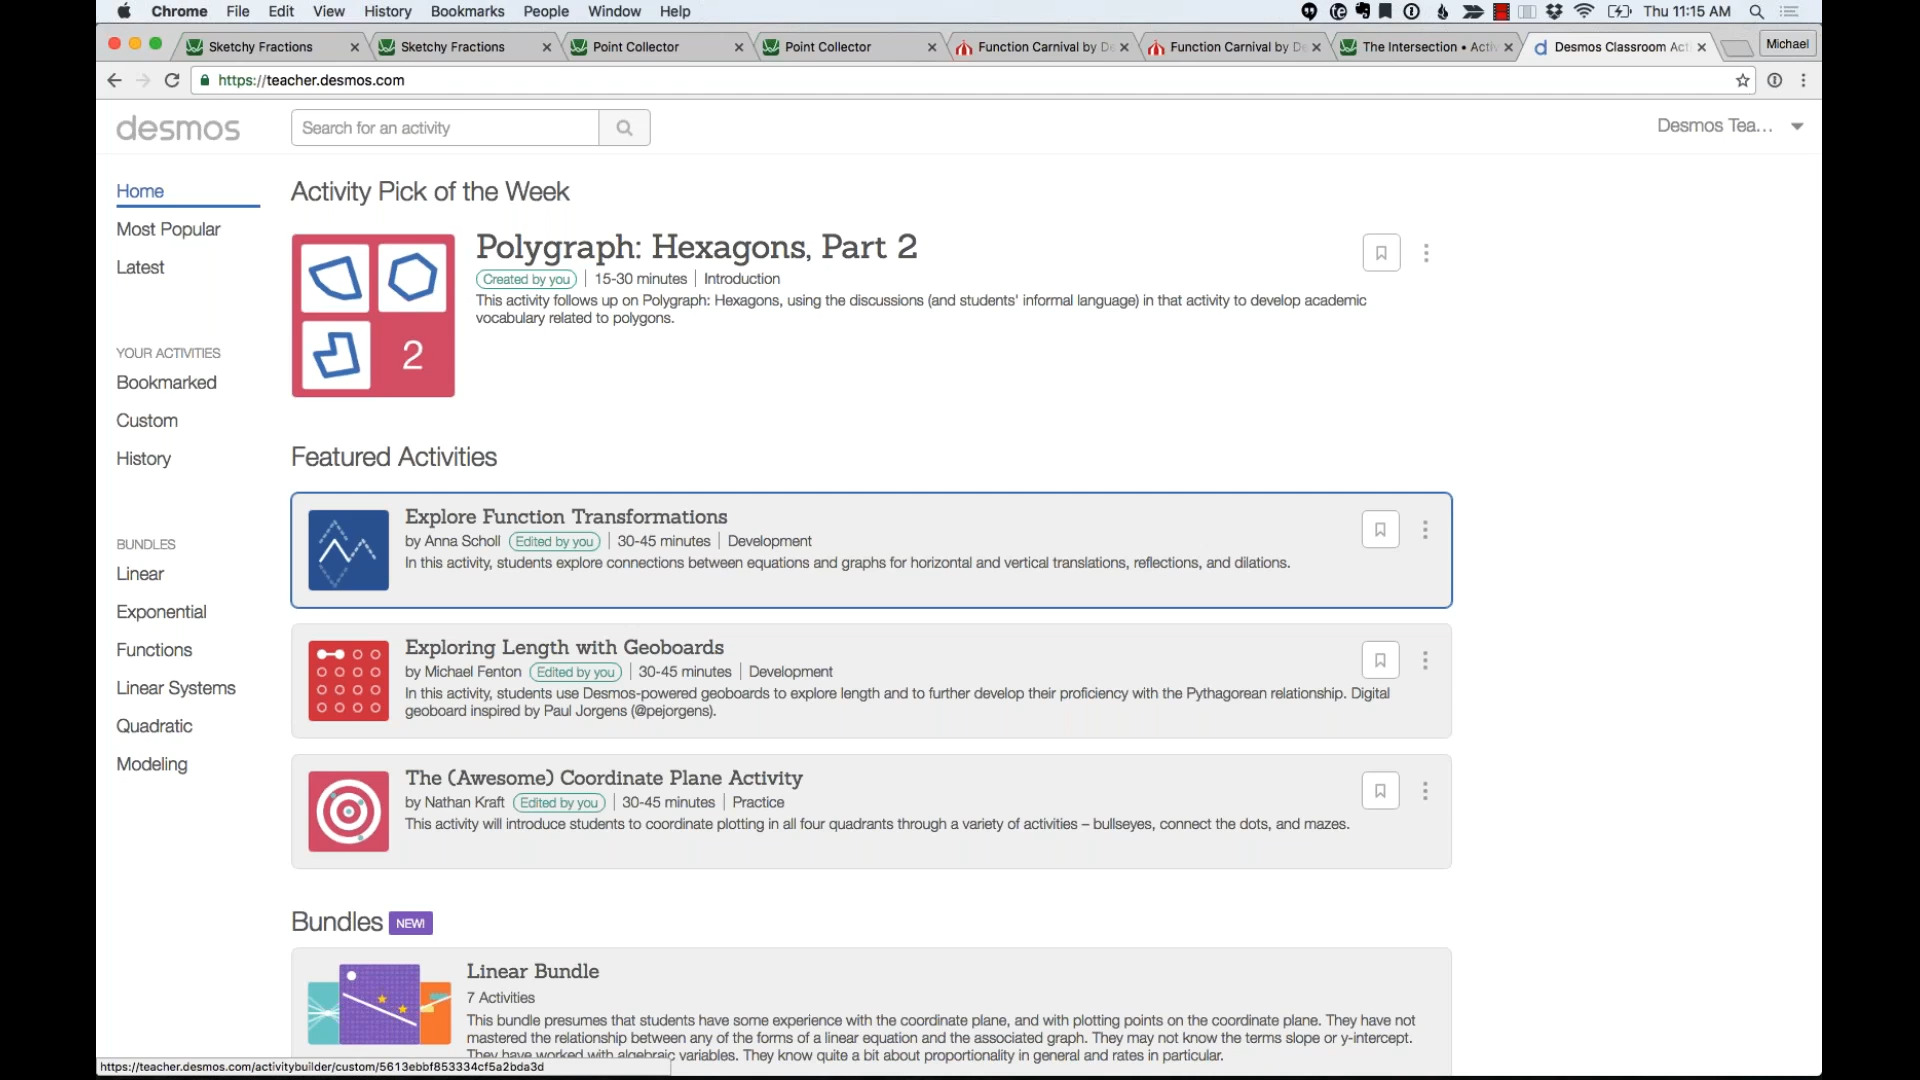 Chrome File Edit View History Bookmarks People Window Help Thu 11:15 AM
Sketchy Fractions Sketchy Fractions Point Collector Point Collector Function Carnival by De Function Carnival by De The Intersection • Activ Desmos Classroom Act Michael
https://teacher.desmos.com
desmos Search for an activity Desmos Tea...
Home
Most Popular
Latest
YOUR ACTIVITIES
Bookmarked
Custom
History
BUNDLES
Linear
Exponential
Functions
Linear Systems
Quadratic
Modeling
Activity Pick of the Week
2
Polygraph: Hexagons, Part 2
Created by you 15-30 minutes Introduction
This activity follows up on Polygraph: Hexagons, using the discussions (and students' informal language) in that activity to develop academic
vocabulary related to polygons.
Featured Activities
Explore Function Transformations
by Anna Scholl Edited by you 30-45 minutes Development
In this activity, students explore connections between equations and graphs for horizontal and vertical translations, reflections, and dilations.
Exploring Length with Geoboards
by Michael Fenton Edited by you 30-45 minutes Development
In this activity, students use Desmos-powered geoboards to explore length and to further develop their proficiency with the Pythagorean relationship. Digital
geoboard inspired by Paul Jorgens (@pejorgens).
The (Awesome) Coordinate Plane Activity
by Nathan Kraft Edited by you 30-45 minutes Practice
This activity will introduce students to coordinate plotting in all four quadrants through a variety of activities – bullseyes, connect the dots, and mazes.
Bundles NEW!
Linear Bundle
7 Activities
This bundle presumes that students have some experience with the coordinate plane, and with plotting points on the coordinate plane. They have not
mastered the relationship between any of the forms of a linear equation and the associated graph. They may not know the terms slope or y-intercept.
They have worked with algebraic variables. They know quite a bit about proportionality in general and rates in particular.
https://teacher.desmos.com/activitybuilder/custom/5613ebbf853334cf5a2bda3d